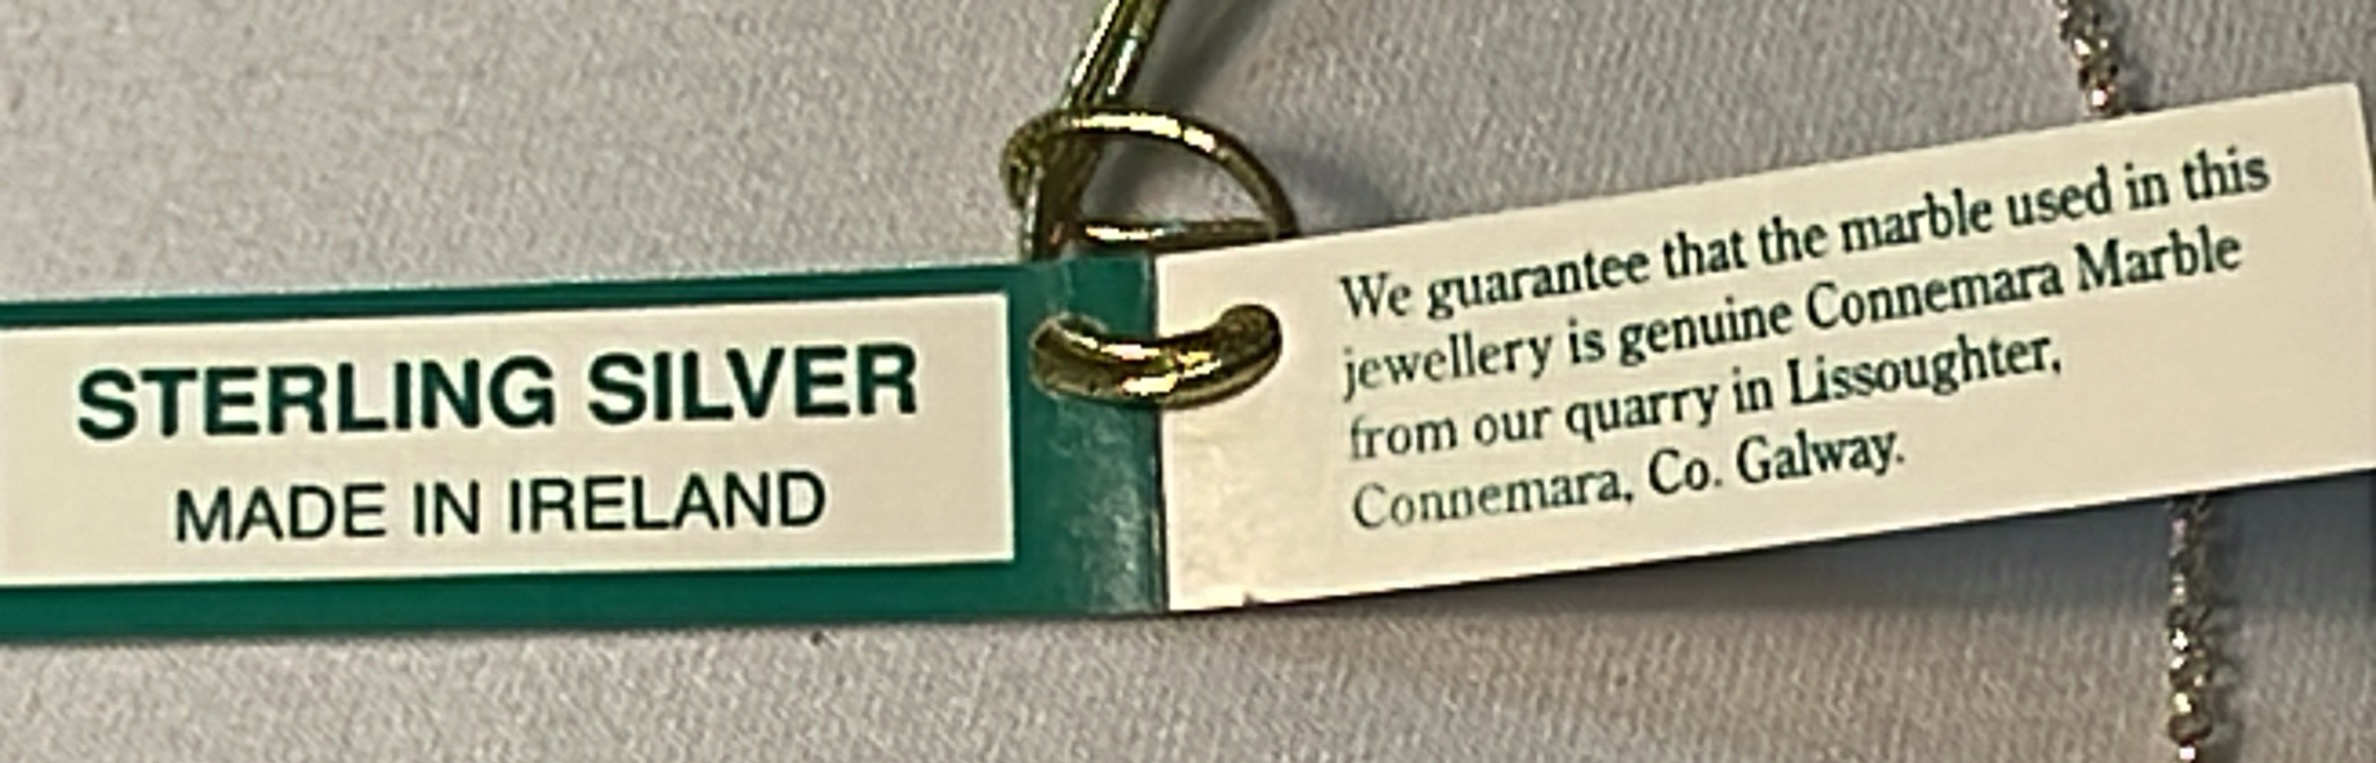 STERLING SILVER
MADE IN IRELAND
We guarantee that the marble used in this
jewellery is genuine Connemara Marble
from our quarry in Lissoughter,
Connemara, Co. Galway.